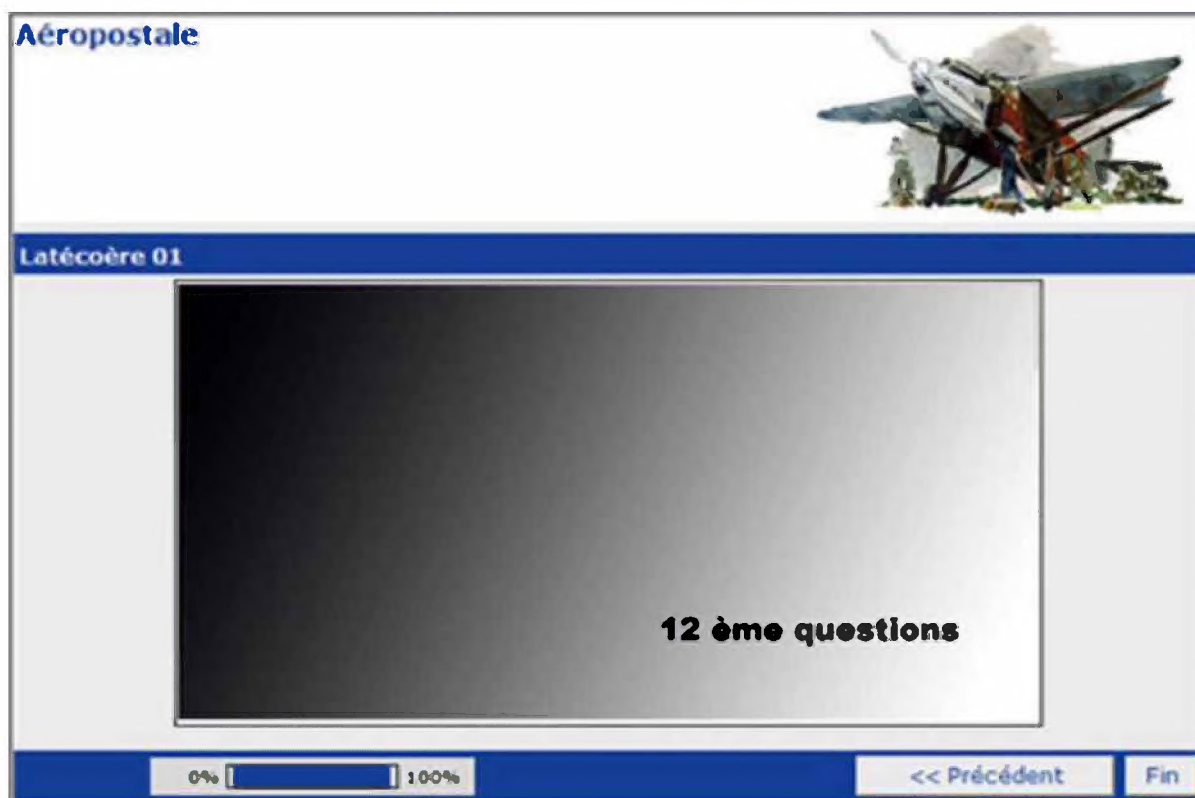 Aéropostale
Latécoère 01
12 ème questions
0% 100%
<< Précédent
Fin